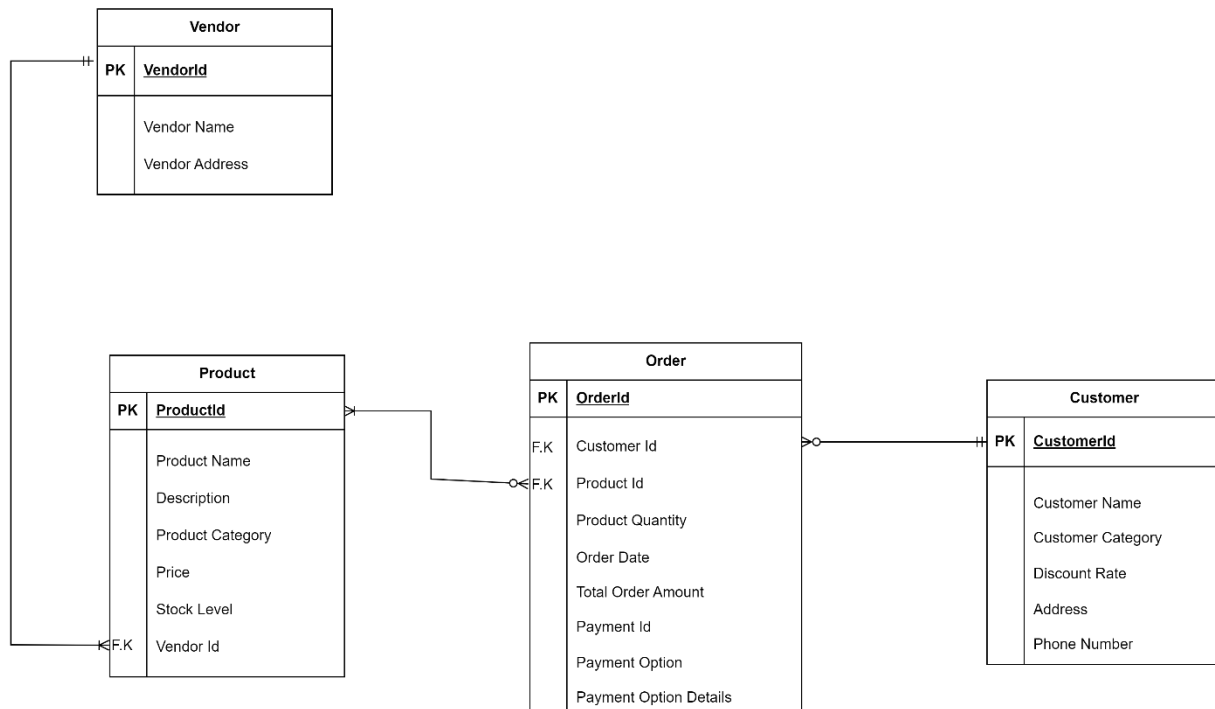 Vendor
PK VendorId
Vendor Name
Vendor Address
Product
PK ProductId
Product Name
Description
Product Category
Price
Stock Level
F.K Vendor Id
Order
PK OrderId
F.K Customer Id
F.K Product Id
Product Quantity
Order Date
Total Order Amount
Payment Id
Payment Option
Payment Option Details
Customer
PK CustomerId
Customer Name
Customer Category
Discount Rate
Address
Phone Number